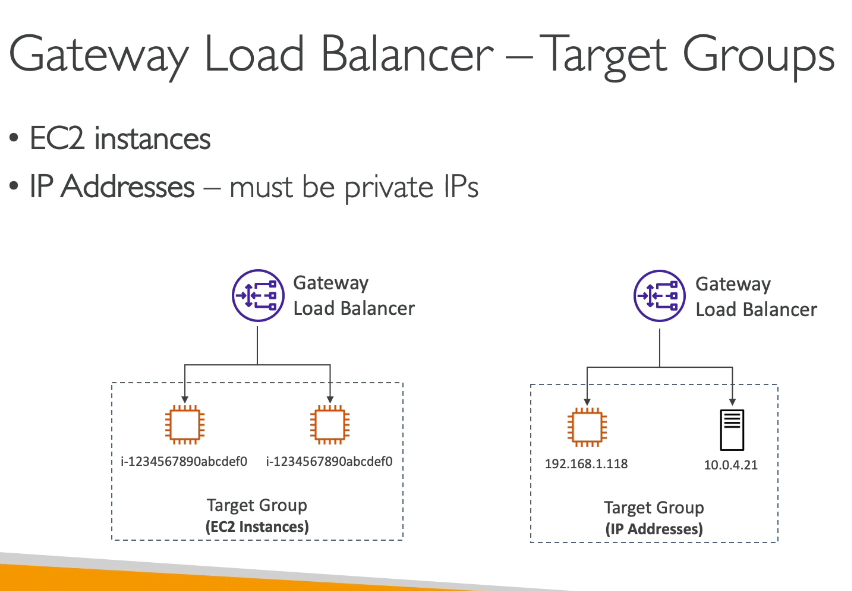 Gateway Load Balancer – Target Groups
• EC2 instances
• IP Addresses – must be private IPs
Gateway
Load Balancer
i-1234567890abcdef0
i-1234567890abcdef0
Target Group
(EC2 Instances)
Gateway
Load Balancer
192.168.1.118
10.0.4.21
Target Group
(IP Addresses)